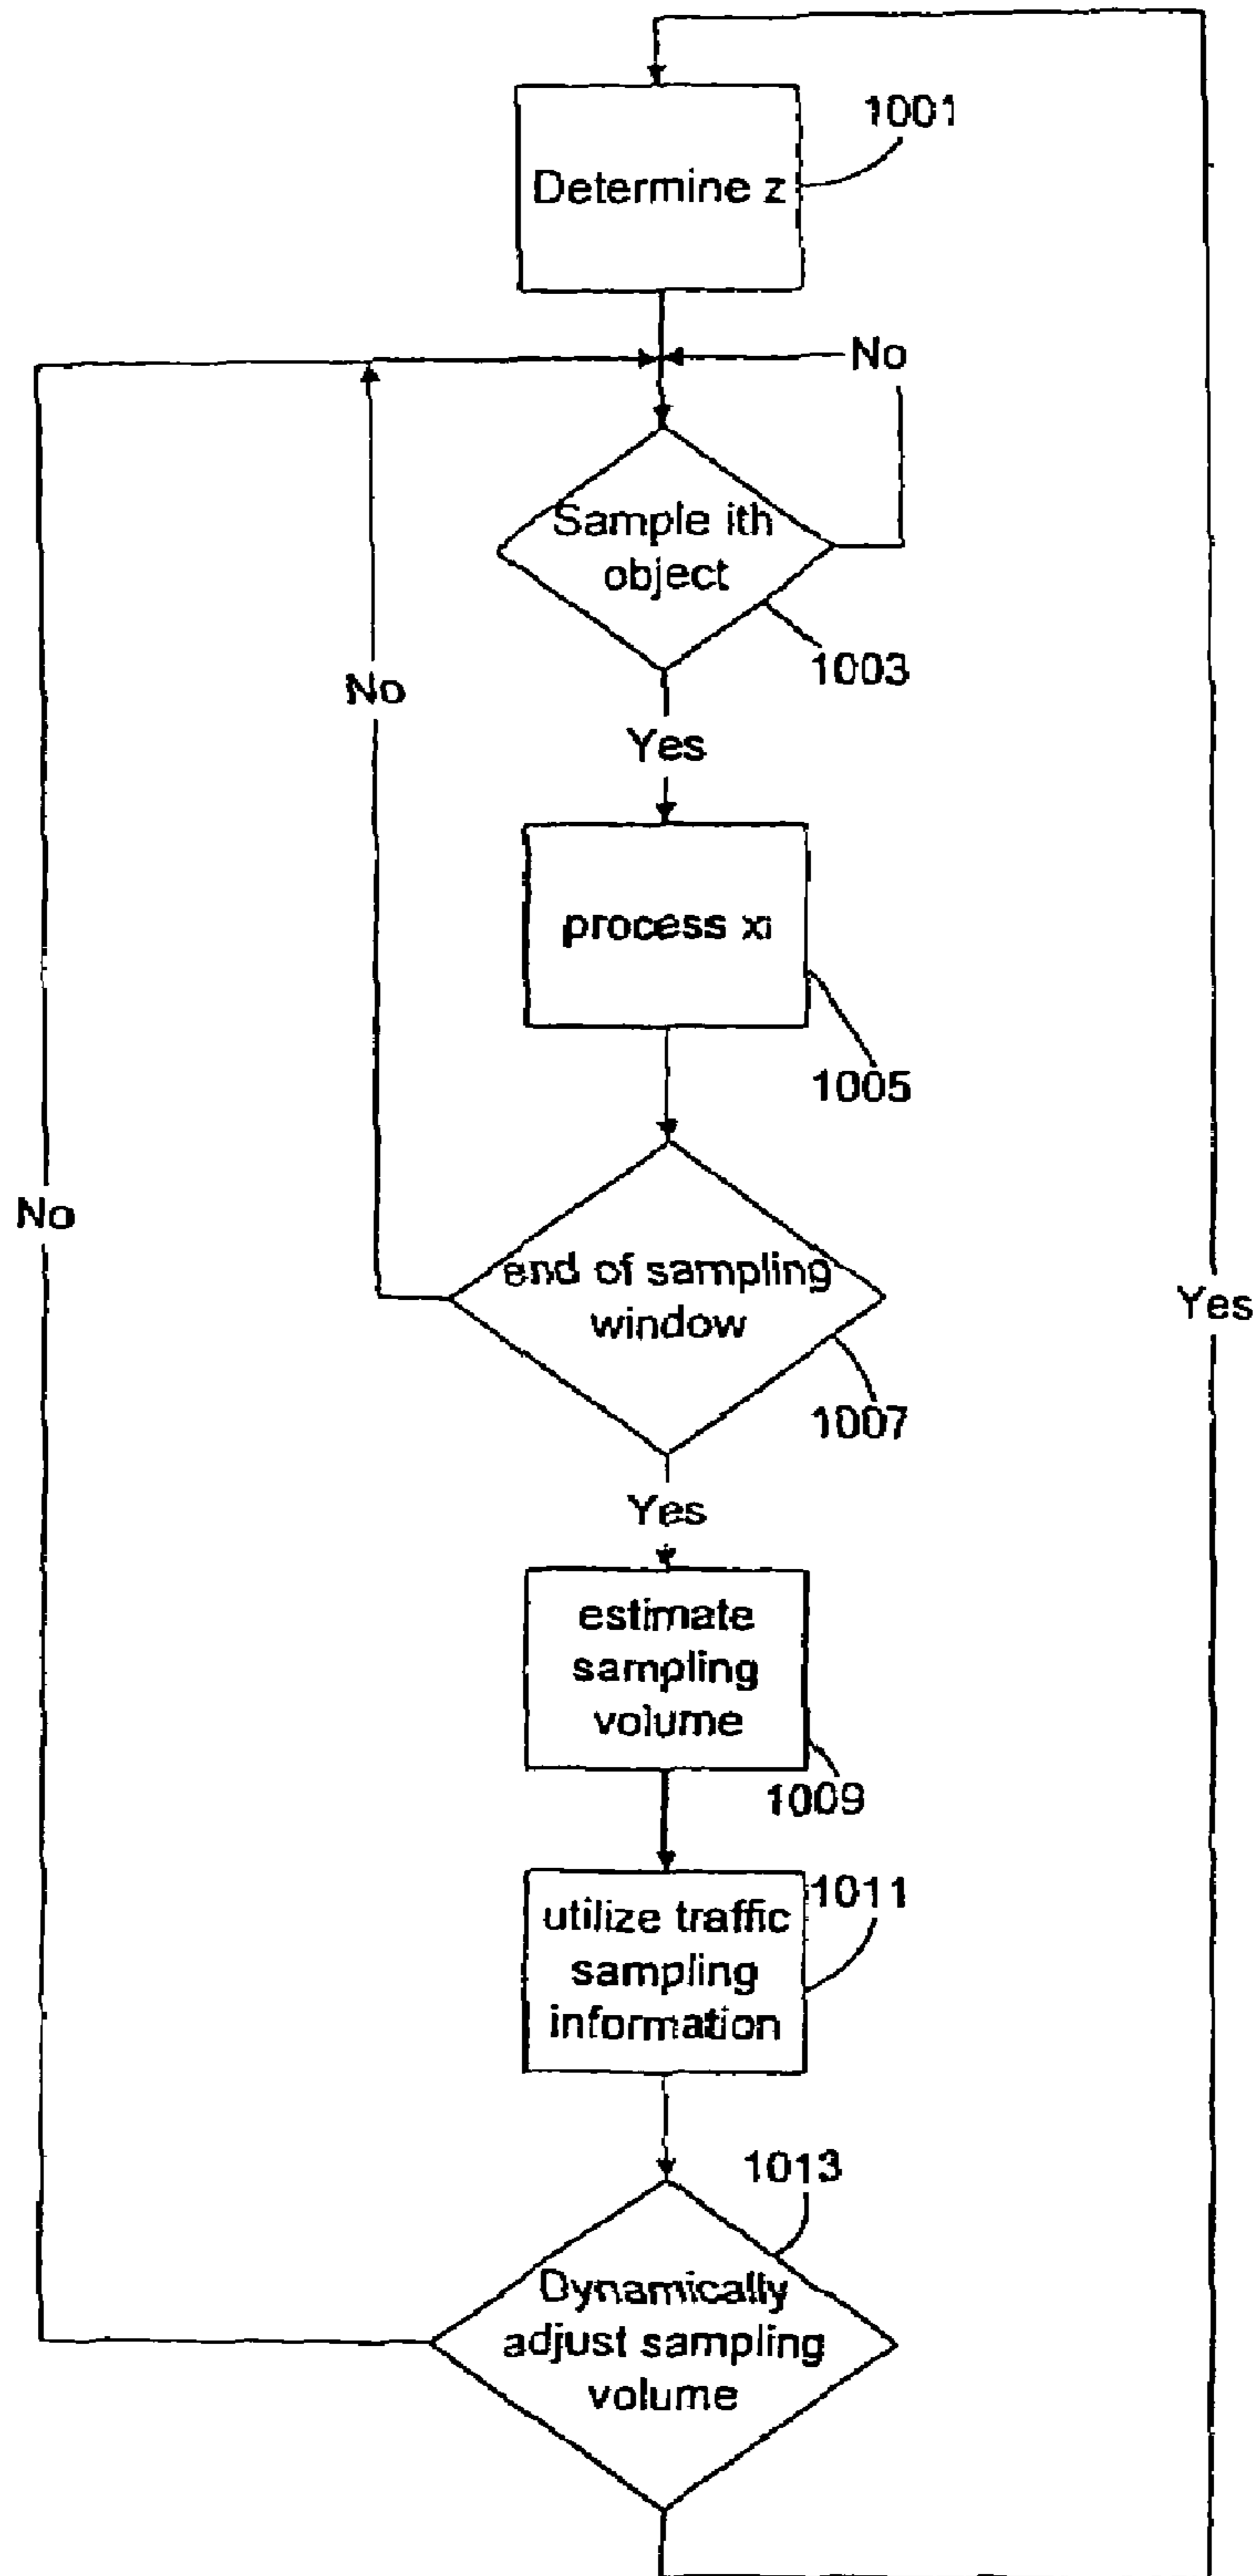 1001
Determine z
No
Sample ith
object
1003
No
Yes
process xi
1005
No
end of sampling
window
Yes
1007
Yes
estimate
sampling
volume
1009
1011
utilize traffic
sampling
information
1013
Dynamically
adjust sampling
volume